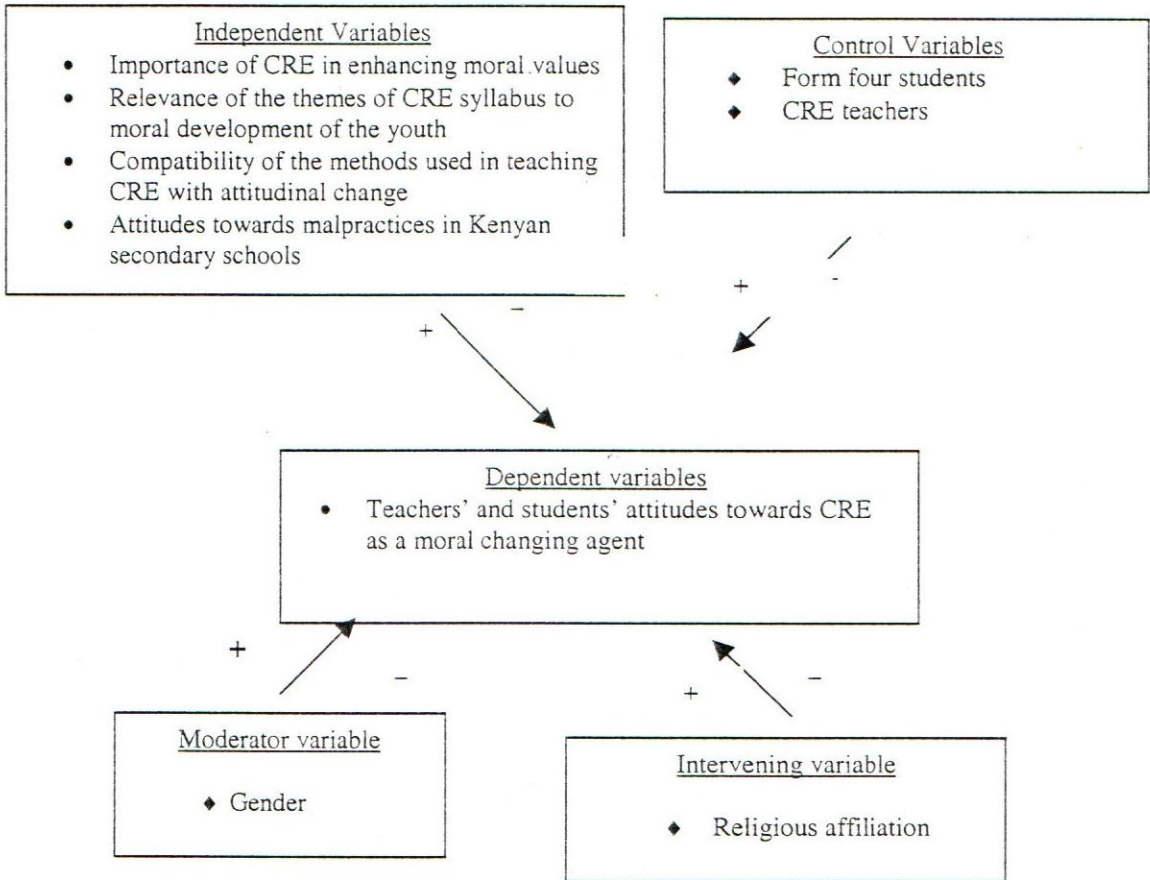 Independent Variables
• Importance of CRE in enhancing moral values
• Relevance of the themes of CRE syllabus to
moral development of the youth
• Compatibility of the methods used in teaching
CRE with attitudinal change
• Attitudes towards malpractices in Kenyan
secondary schools
Control Variables
♦ Form four students
♦ CRE teachers
+ −
+ -
Dependent variables
• Teachers' and students' attitudes towards CRE
as a moral changing agent
+ −
+ −
Moderator variable
♦ Gender
Intervening variable
♦ Religious affiliation